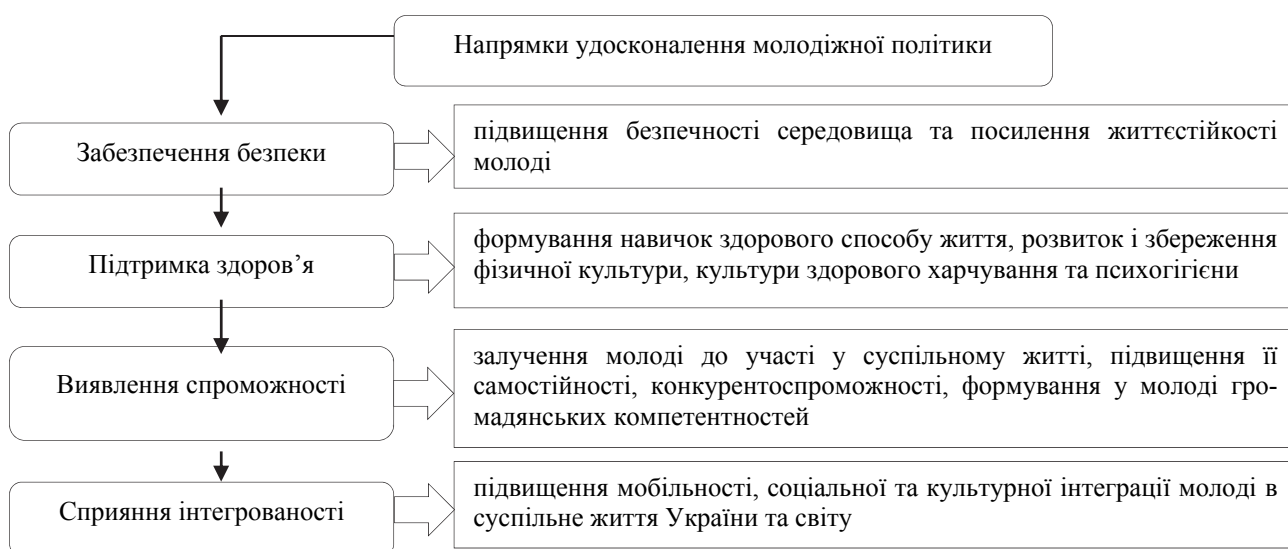 Напрямки удосконалення молодіжної політики
Забезпечення безпеки
підвищення безпечності середовища та посилення життєстійкості
молоді
Підтримка здоров’я
формування навичок здорового способу життя, розвиток і збереження
фізичної культури, культури здорового харчування та психогігієни
Виявлення спроможності
залучення молоді до участі у суспільному житті, підвищення її
самостійності, конкурентоспроможності, формування у молоді гро-
мадянських компетентностей
Сприяння інтегрованості
підвищення мобільності, соціальної та культурної інтеграції молоді в
суспільне життя України та світу